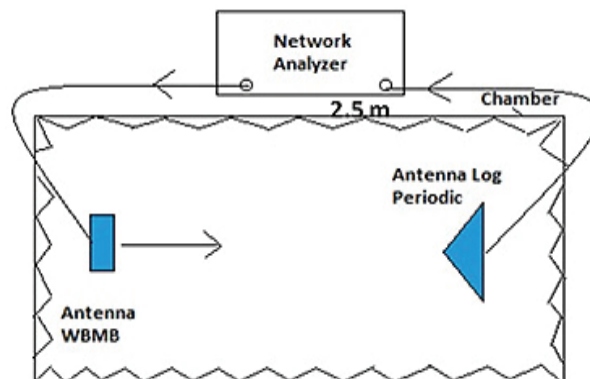 Network
Analyzer
2.5 m
Chamber
Antenna Log
Periodic
Antenna
WBMB